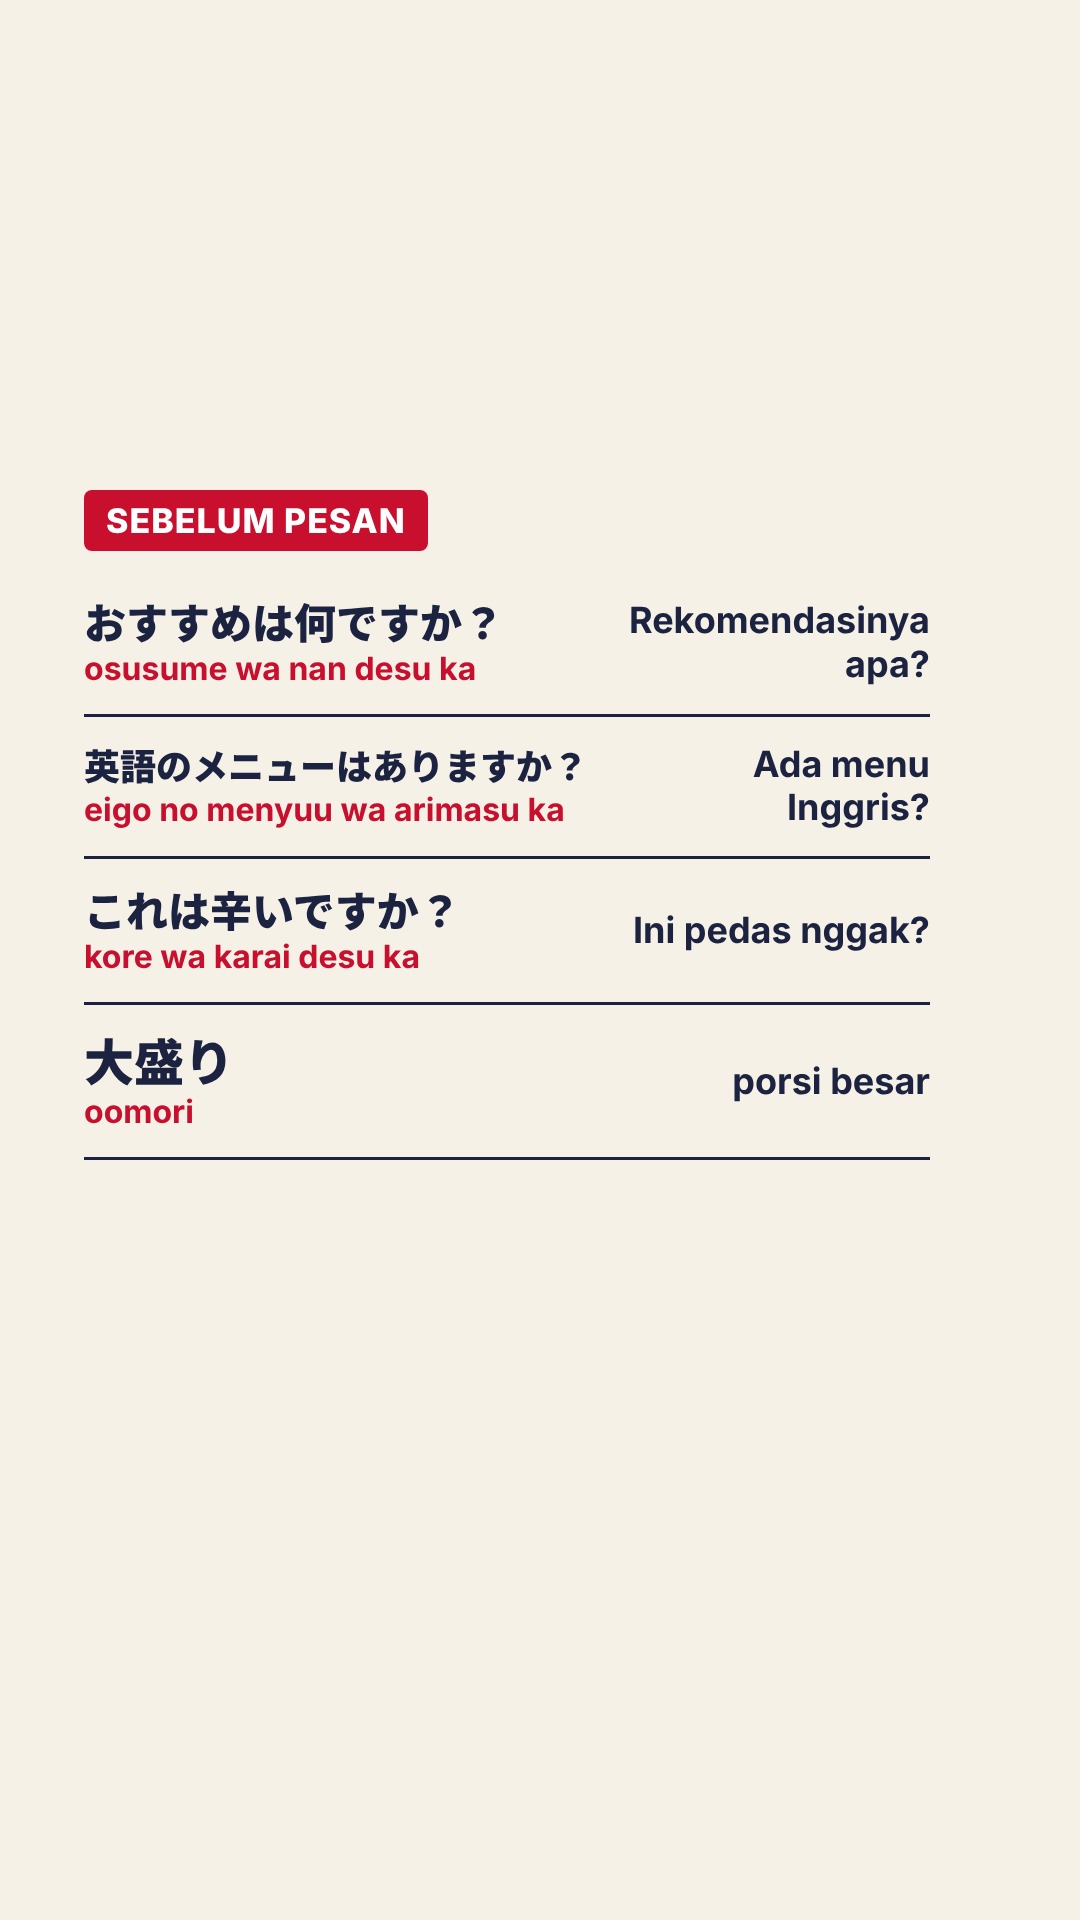 SEBELUM PESAN
おすすめは何ですか？
osusume wa nan desu ka
Rekomendasinya
apa?
英語のメニューはありますか？
eigo no menyuu wa arimasu ka
Ada menu
Inggris?
これは辛いですか？
kore wa karai desu ka
Ini pedas nggak?
大盛り
oomori
porsi besar